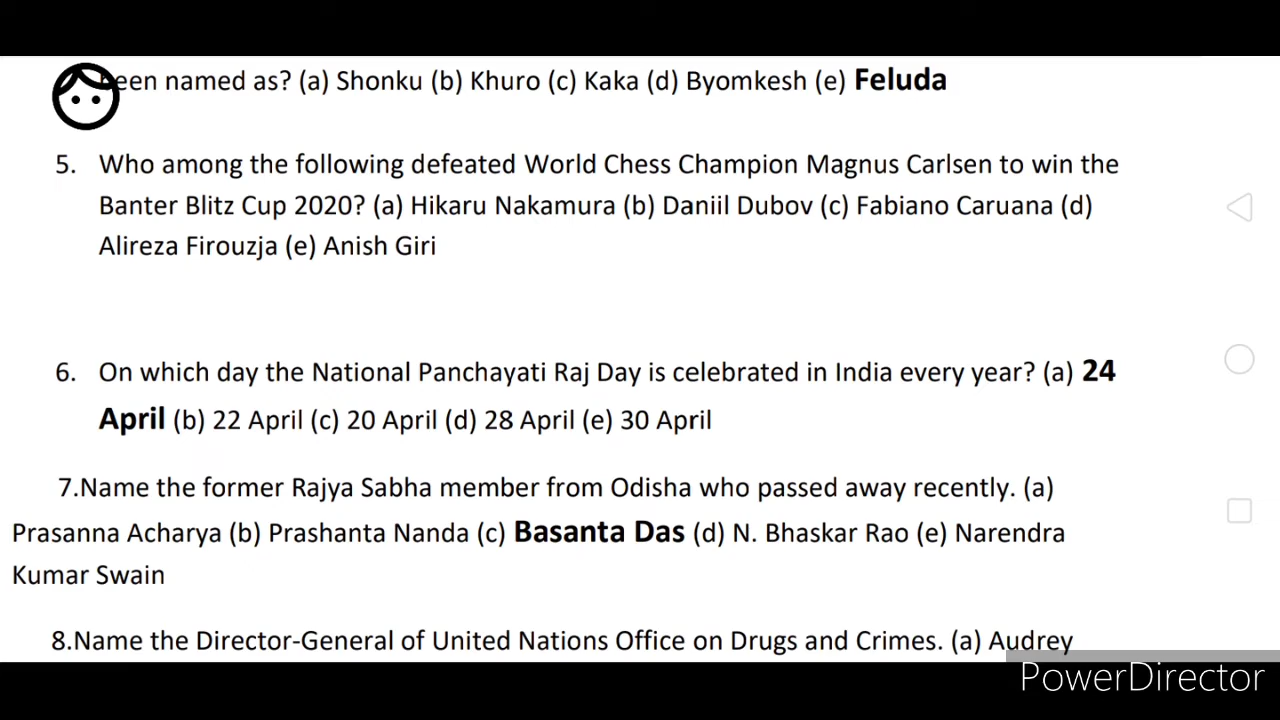 been named as? (a) Shonku (b) Khuro (c) Kaka (d) Byomkesh (e) Feluda
5. Who among the following defeated World Chess Champion Magnus Carlsen to win the
Banter Blitz Cup 2020? (a) Hikaru Nakamura (b) Daniil Dubov (c) Fabiano Caruana (d)
Alireza Firouzja (e) Anish Giri
6. On which day the National Panchayati Raj Day is celebrated in India every year? (a) 24
April (b) 22 April (c) 20 April (d) 28 April (e) 30 April
7.Name the former Rajya Sabha member from Odisha who passed away recently. (a)
Prasanna Acharya (b) Prashanta Nanda (c) Basanta Das (d) N. Bhaskar Rao (e) Narendra
Kumar Swain
8.Name the Director-General of United Nations Office on Drugs and Crimes. (a) Audrey
PowerDirector